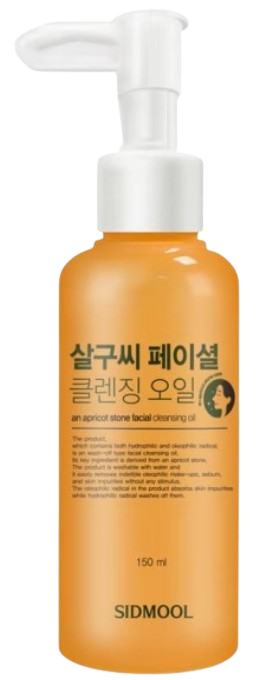 살구씨 페이셜
클렌징 오일
an apricot stone facial cleansing oil
The product,
which contains both hydrophilic and oleophilic radical,
is an wash-off type facial cleansing oil.
Its key ingredient is derived from an apricot stone.
The product is washable with water and
it easily removes indelible oleophilic make-ups, sebum,
and skin impurities without any stimulus.
The oleophilic radical in the product absorbs skin impurities
while hydrophilic radical washes off them.
150 ml
SIDMOOL